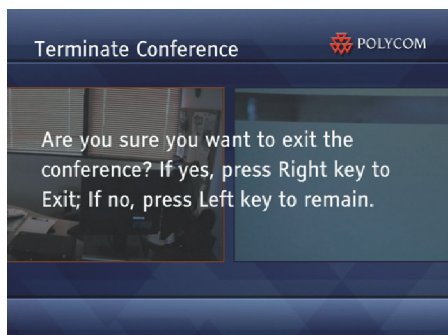 Terminate Conference
POLYCOM
Are you sure you want to exit the
conference? If yes, press Right key to
Exit; If no, press Left key to remain.